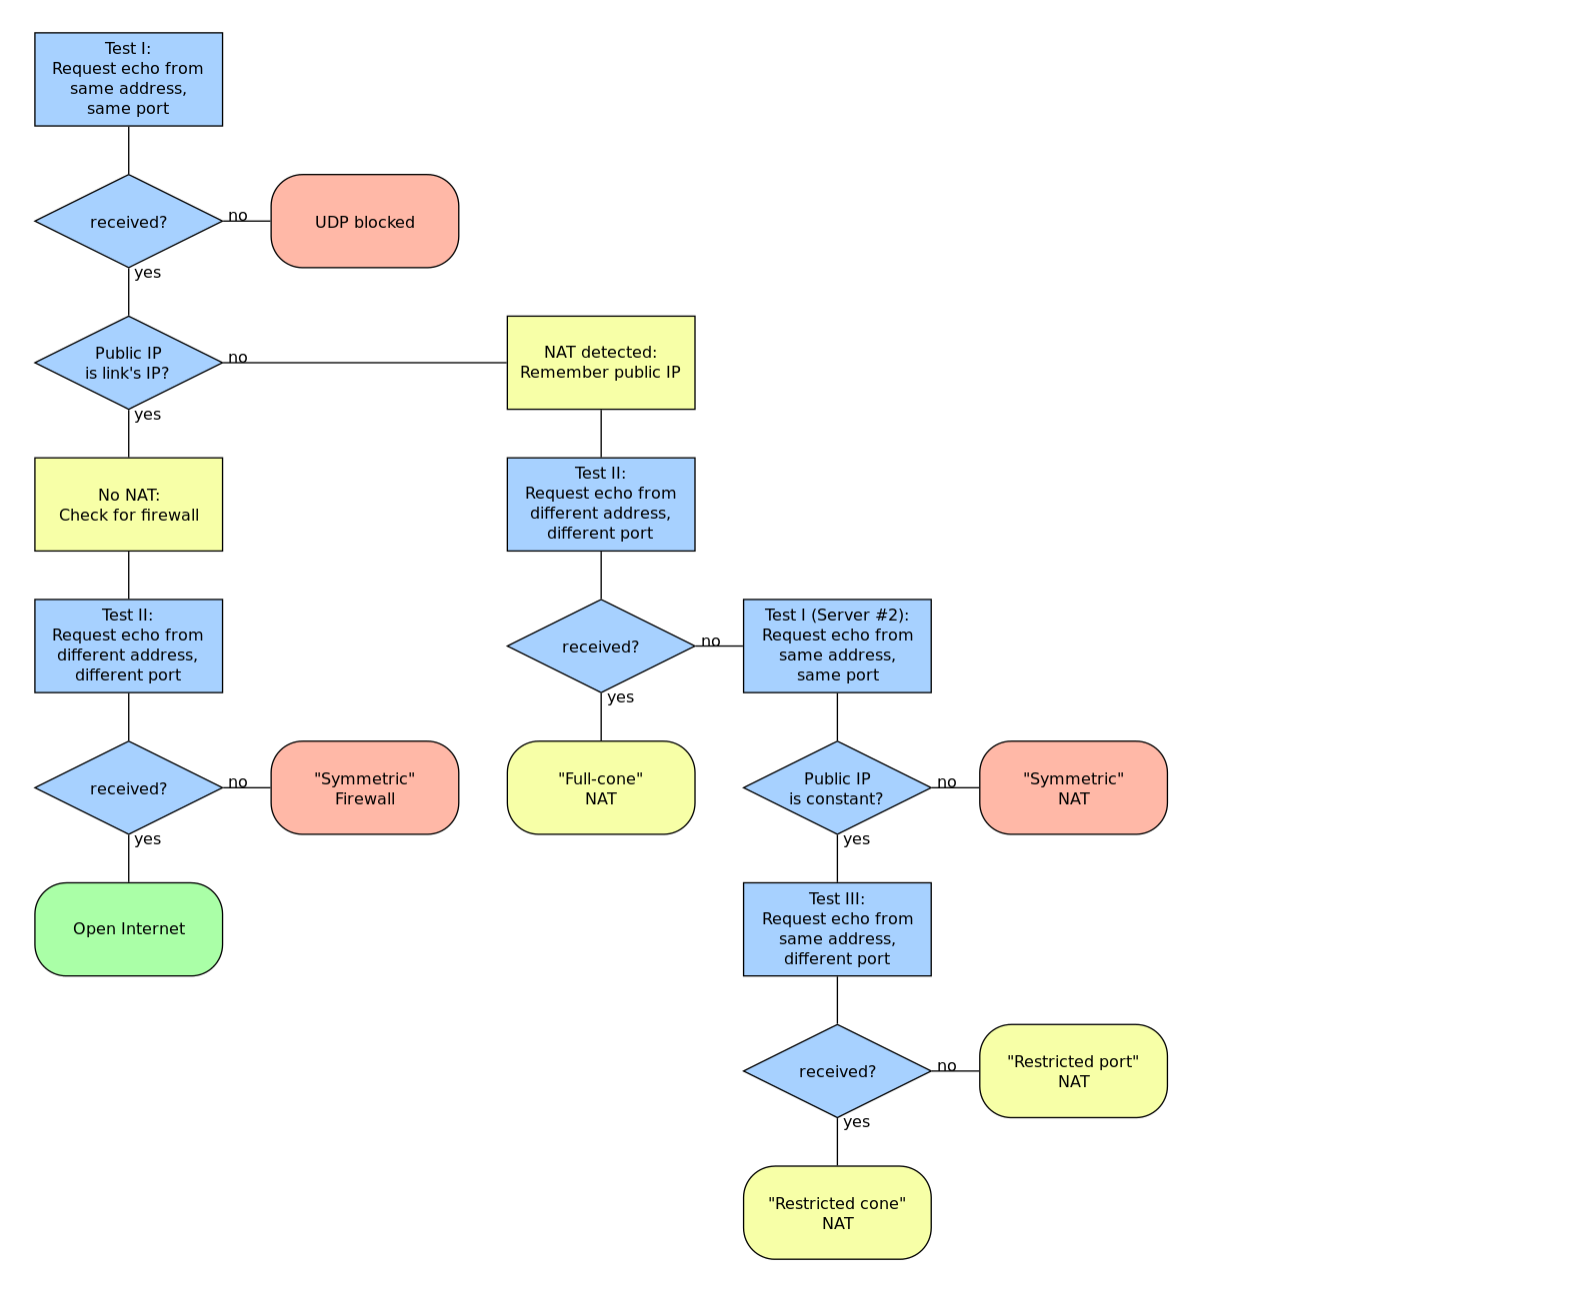 Test I:
Request echo from
same address,
same port
received?
no
UDP blocked
yes
Public IP
is link's IP?
no
NAT detected:
Remember public IP
yes
No NAT:
Check for firewall
Test II:
Request echo from
different address,
different port
Test II:
Request echo from
different address,
different port
received?
no
Test I (Server #2):
Request echo from
same address,
same port
yes
received?
no
"Symmetric"
Firewall
"Full-cone"
NAT
Public IP
is constant?
no
"Symmetric"
NAT
yes
yes
Open Internet
Test III:
Request echo from
same address,
different port
received?
no
"Restricted port"
NAT
yes
"Restricted cone"
NAT